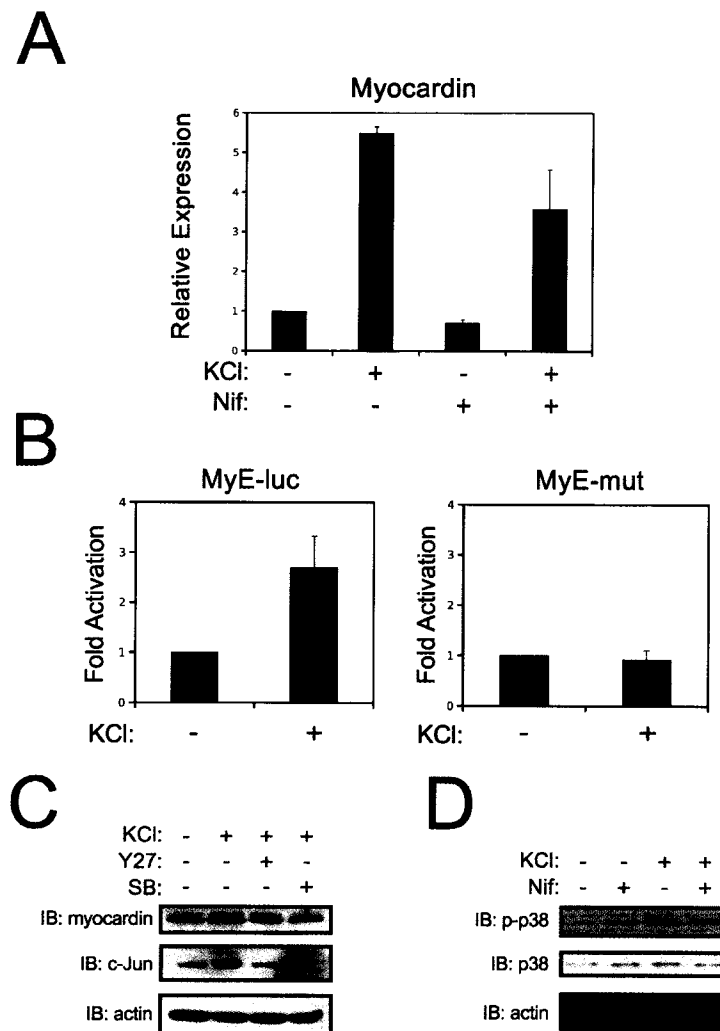 A
Myocardin
Relative Expression
6
5
4
3
2
1
0
KCl: - + - +
Nif: - - + +
B
MyE-luc
Fold Activation
4
3
2
1
0
KCl: - +
MyE-mut
Fold Activation
4
3
2
1
0
KCl: - +
C
KCl: - + + +
Y27: - - + -
SB: - - - +
IB: myocardin
IB: c-Jun
IB: actin
D
KCl: - - + +
Nif: - + - +
IB: p-p38
IB: p38
IB: actin